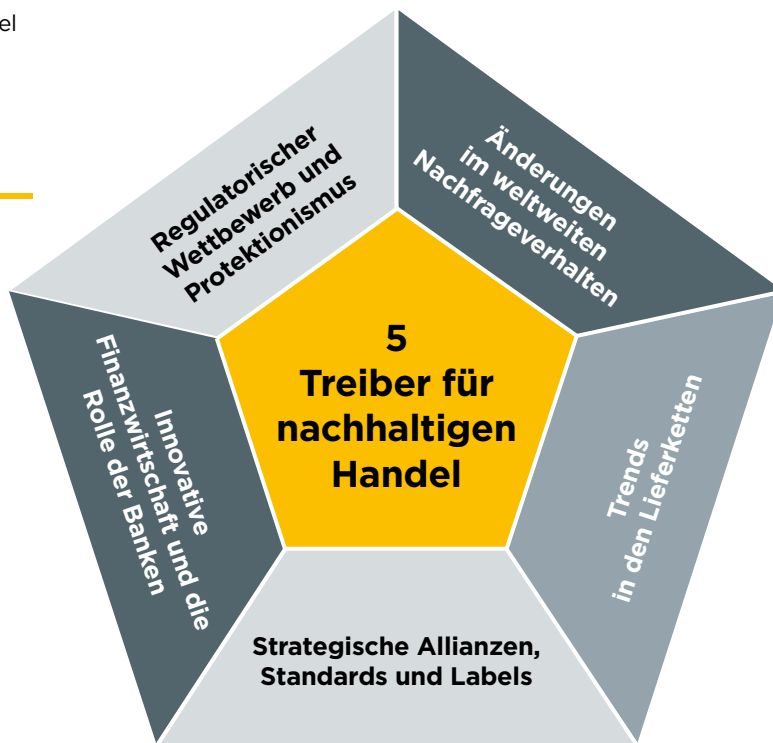 el
Regulatorischer
Wettbewerb und
Protektionismus
Änderungen
im weltweiten
Nachfrageverhalten
5
Treiber für
nachhaltigen
Handel
Innovative
Finanzwirtschaft und die
Rolle der Banken
Trends
in den Lieferketten
Strategische Allianzen,
Standards und Labels